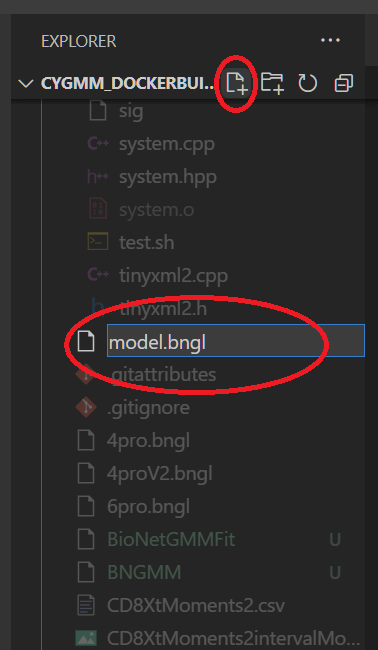 EXPLORER
CYGMM_DOCKERBUI...
sig
system.cpp
system.hpp
system.o
test.sh
tinyxml2.cpp
tinyxml2.h
model.bngl
.gitattributes
.gitignore
4pro.bngl
4proV2.bngl
6pro.bngl
BioNetGMMFit U
BNGMM U
CD8XtMoments2.csv
CD8XtMoments2intervalMo...